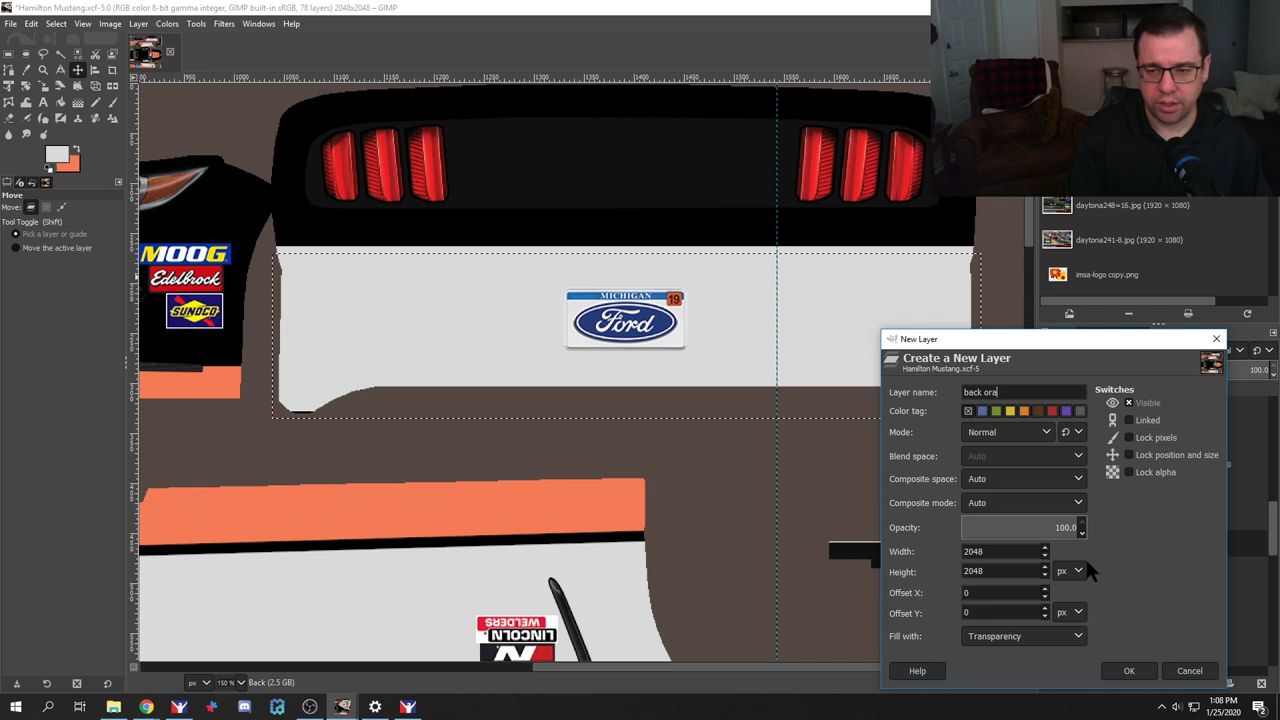 *Hamilton Mustang.xcf-5.0 (RGB color 8-bit gamma integer, GIMP built-in sRGB, 78 layers) 2048x2048 – GIMP
File Edit Select View Image Layer Colors Tools Filters Windows Help
Move
Move:
Tool Toggle (Shift)
Pick a layer or guide
Move the active layer
MOOG
Edelbrock
SUNOCO
MICHIGAN
19
Ford
LINCOLN
WELDERS
daytona248=16.jpg (1920 × 1080)
daytona241-8.jpg (1920 × 1080)
imsa-logo copy.png
100.0
New Layer
Create a New Layer
Hamilton Mustang.xcf-5
Layer name: back ora
Color tag:
Mode: Normal
Blend space: Auto
Composite space: Auto
Composite mode: Auto
Opacity: 100.0
Width: 2048
Height: 2048 px
Offset X: 0
Offset Y: 0 px
Fill with: Transparency
Switches
Visible
Linked
Lock pixels
Lock position and size
Lock alpha
Help OK Cancel
px 150 % Back (2.5 GB)
1:08 PM
1/25/2020